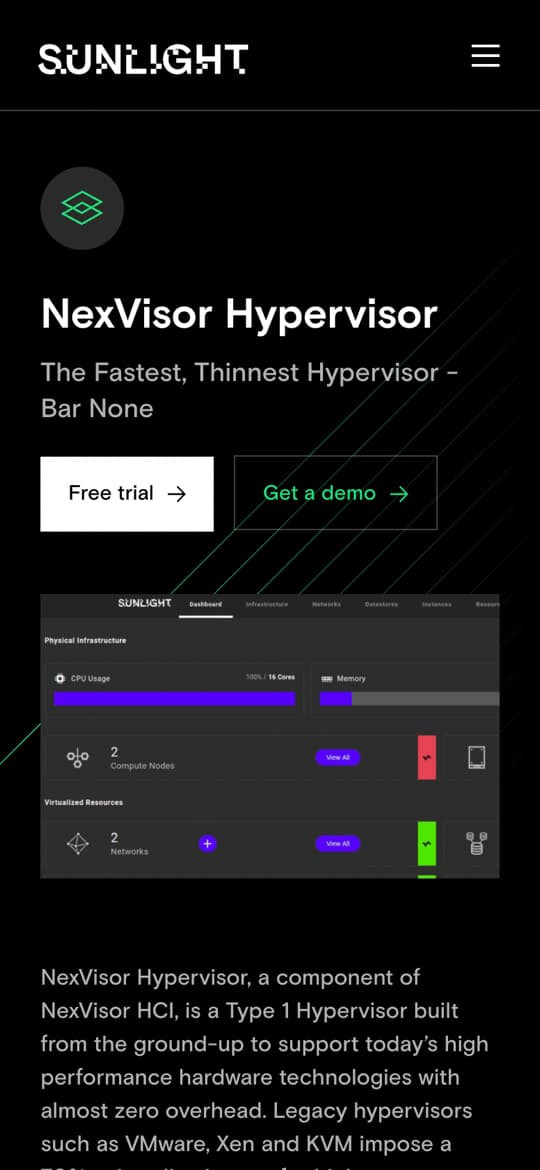 SUNLIGHT
NexVisor Hypervisor
The Fastest, Thinnest Hypervisor –
Bar None
Free trial →
Get a demo →
SUNLIGHT Dashboard Infrastructure Networks Datastores Instances Resour
Physical Infrastructure
CPU Usage 100% / 16 Cores Memory
2
Compute Nodes View All
Virtualized Resources
2
Networks + View All
NexVisor Hypervisor, a component of
NexVisor HCI, is a Type 1 Hypervisor built
from the ground-up to support today’s high
performance hardware technologies with
almost zero overhead. Legacy hypervisors
such as VMware, Xen and KVM impose a